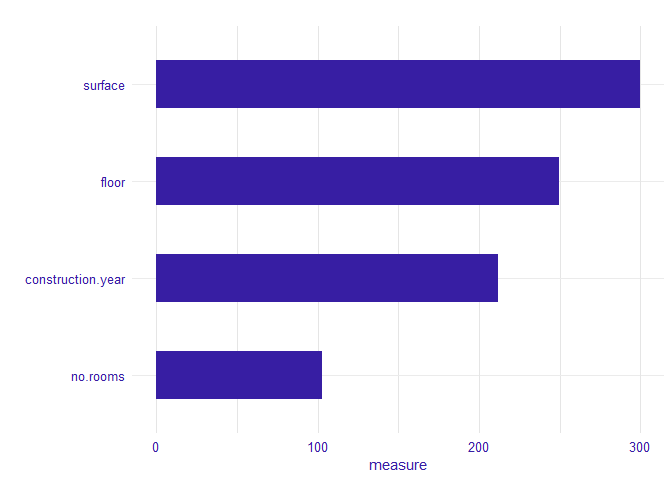 surface
floor
construction.year
no.rooms
0 100 200 300
measure